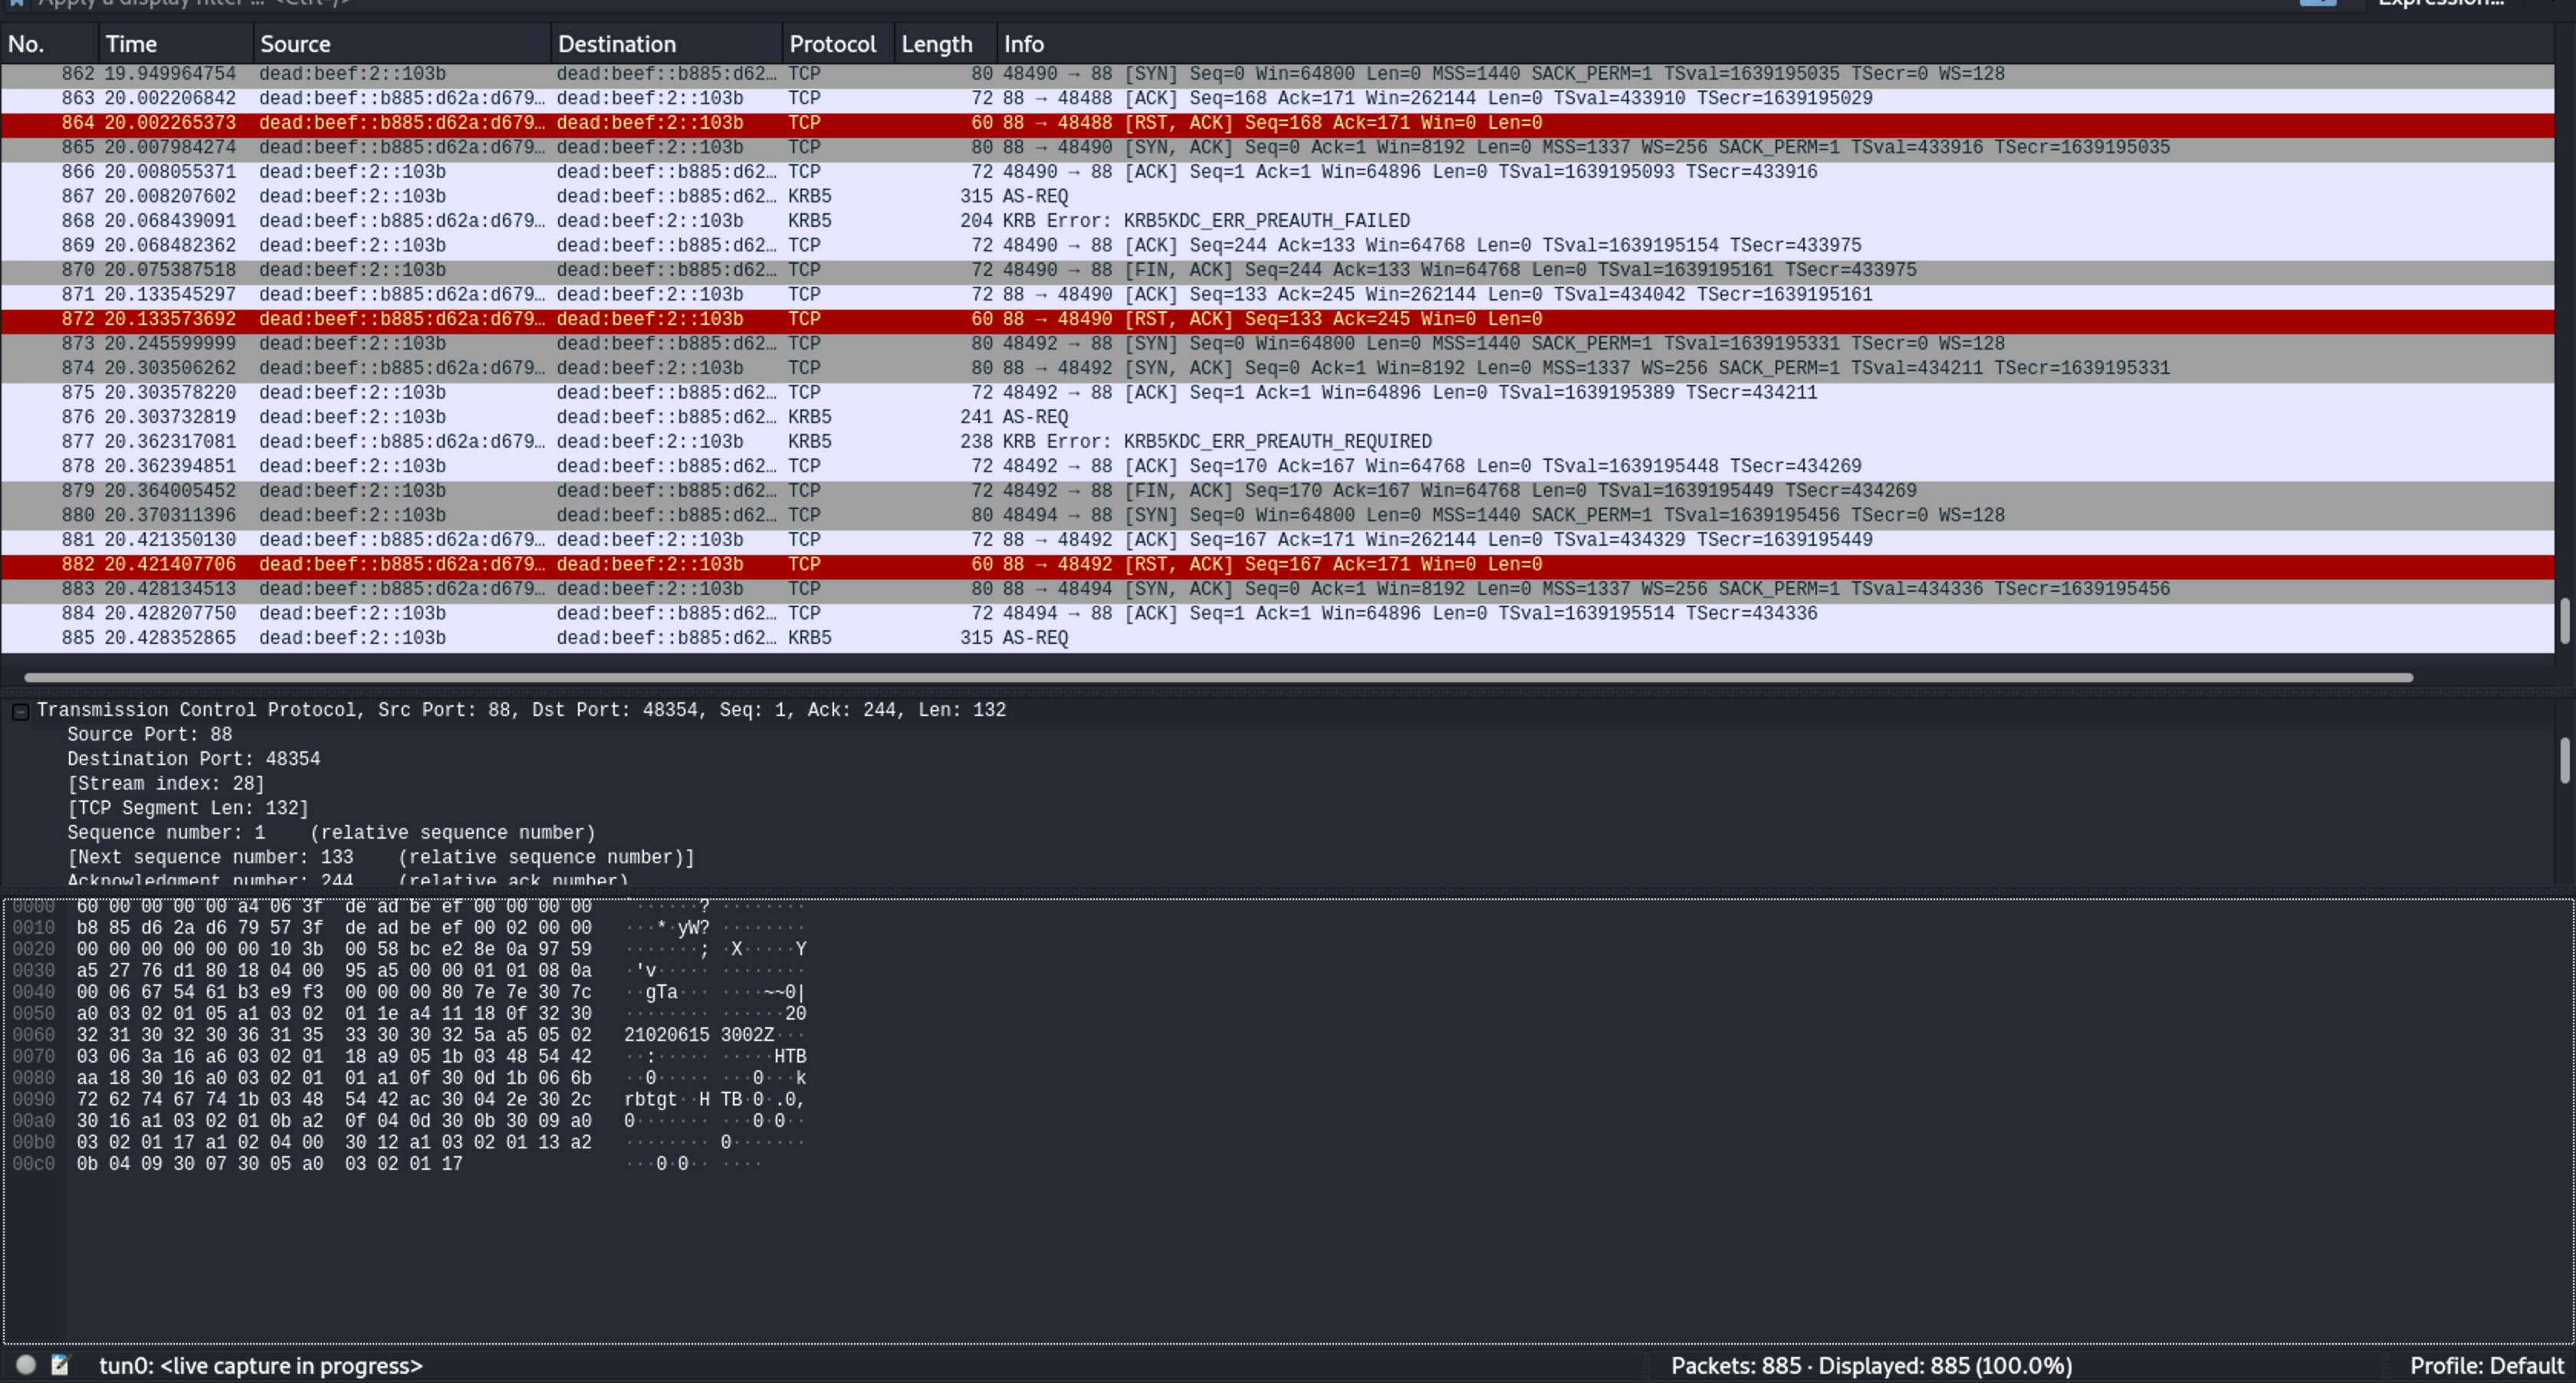 Apply a display filter ... <Ctrl-/>
Expression...
No. Time Source Destination Protocol Length Info
862 19.949964754 dead:beef:2::103b dead:beef::b885:d62… TCP 80 48490 → 88 [SYN] Seq=0 Win=64800 Len=0 MSS=1440 SACK_PERM=1 TSval=1639195035 TSecr=0 WS=128
863 20.002206842 dead:beef::b885:d62a:d679… dead:beef:2::103b TCP 72 88 → 48488 [ACK] Seq=168 Ack=171 Win=262144 Len=0 TSval=433910 TSecr=1639195029
864 20.002265373 dead:beef::b885:d62a:d679… dead:beef:2::103b TCP 60 88 → 48488 [RST, ACK] Seq=168 Ack=171 Win=0 Len=0
865 20.007984274 dead:beef::b885:d62a:d679… dead:beef:2::103b TCP 80 88 → 48490 [SYN, ACK] Seq=0 Ack=1 Win=8192 Len=0 MSS=1337 WS=256 SACK_PERM=1 TSval=433916 TSecr=1639195035
866 20.008055371 dead:beef:2::103b dead:beef::b885:d62… TCP 72 48490 → 88 [ACK] Seq=1 Ack=1 Win=64896 Len=0 TSval=1639195093 TSecr=433916
867 20.008207602 dead:beef:2::103b dead:beef::b885:d62… KRB5 315 AS-REQ
868 20.068439091 dead:beef::b885:d62a:d679… dead:beef:2::103b KRB5 204 KRB Error: KRB5KDC_ERR_PREAUTH_FAILED
869 20.068482362 dead:beef:2::103b dead:beef::b885:d62… TCP 72 48490 → 88 [ACK] Seq=244 Ack=133 Win=64768 Len=0 TSval=1639195154 TSecr=433975
870 20.075387518 dead:beef:2::103b dead:beef::b885:d62… TCP 72 48490 → 88 [FIN, ACK] Seq=244 Ack=133 Win=64768 Len=0 TSval=1639195161 TSecr=433975
871 20.133545297 dead:beef::b885:d62a:d679… dead:beef:2::103b TCP 72 88 → 48490 [ACK] Seq=133 Ack=245 Win=262144 Len=0 TSval=434042 TSecr=1639195161
872 20.133573692 dead:beef::b885:d62a:d679… dead:beef:2::103b TCP 60 88 → 48490 [RST, ACK] Seq=133 Ack=245 Win=0 Len=0
873 20.245599999 dead:beef:2::103b dead:beef::b885:d62… TCP 80 48492 → 88 [SYN] Seq=0 Win=64800 Len=0 MSS=1440 SACK_PERM=1 TSval=1639195331 TSecr=0 WS=128
874 20.303506262 dead:beef::b885:d62a:d679… dead:beef:2::103b TCP 80 88 → 48492 [SYN, ACK] Seq=0 Ack=1 Win=8192 Len=0 MSS=1337 WS=256 SACK_PERM=1 TSval=434211 TSecr=1639195331
875 20.303578220 dead:beef:2::103b dead:beef::b885:d62… TCP 72 48492 → 88 [ACK] Seq=1 Ack=1 Win=64896 Len=0 TSval=1639195389 TSecr=434211
876 20.303732819 dead:beef:2::103b dead:beef::b885:d62… KRB5 241 AS-REQ
877 20.362317081 dead:beef::b885:d62a:d679… dead:beef:2::103b KRB5 238 KRB Error: KRB5KDC_ERR_PREAUTH_REQUIRED
878 20.362394851 dead:beef:2::103b dead:beef::b885:d62… TCP 72 48492 → 88 [ACK] Seq=170 Ack=167 Win=64768 Len=0 TSval=1639195448 TSecr=434269
879 20.364005452 dead:beef:2::103b dead:beef::b885:d62… TCP 72 48492 → 88 [FIN, ACK] Seq=170 Ack=167 Win=64768 Len=0 TSval=1639195449 TSecr=434269
880 20.370311396 dead:beef:2::103b dead:beef::b885:d62… TCP 80 48494 → 88 [SYN] Seq=0 Win=64800 Len=0 MSS=1440 SACK_PERM=1 TSval=1639195456 TSecr=0 WS=128
881 20.421350130 dead:beef::b885:d62a:d679… dead:beef:2::103b TCP 72 88 → 48492 [ACK] Seq=167 Ack=171 Win=262144 Len=0 TSval=434329 TSecr=1639195449
882 20.421407706 dead:beef::b885:d62a:d679… dead:beef:2::103b TCP 60 88 → 48492 [RST, ACK] Seq=167 Ack=171 Win=0 Len=0
883 20.428134513 dead:beef::b885:d62a:d679… dead:beef:2::103b TCP 80 88 → 48494 [SYN, ACK] Seq=0 Ack=1 Win=8192 Len=0 MSS=1337 WS=256 SACK_PERM=1 TSval=434336 TSecr=1639195456
884 20.428207750 dead:beef:2::103b dead:beef::b885:d62… TCP 72 48494 → 88 [ACK] Seq=1 Ack=1 Win=64896 Len=0 TSval=1639195514 TSecr=434336
885 20.428352865 dead:beef:2::103b dead:beef::b885:d62… KRB5 315 AS-REQ
Transmission Control Protocol, Src Port: 88, Dst Port: 48354, Seq: 1, Ack: 244, Len: 132
Source Port: 88
Destination Port: 48354
[Stream index: 28]
[TCP Segment Len: 132]
Sequence number: 1 (relative sequence number)
[Next sequence number: 133 (relative sequence number)]
Acknowledgment number: 244 (relative ack number)
0000 60 00 00 00 00 a4 06 3f de ad be ef 00 00 00 00 `······? ········
0010 b8 85 d6 2a d6 79 57 3f de ad be ef 00 02 00 00 ···*·yW? ········
0020 00 00 00 00 00 00 10 3b 00 58 bc e2 8e 0a 97 59 ·······; ·X·····Y
0030 a5 27 76 d1 80 18 04 00 95 a5 00 00 01 01 08 0a ·'v····· ········
0040 00 06 67 54 61 b3 e9 f3 00 00 00 80 7e 7e 30 7c ··gTa··· ····~~0|
0050 a0 03 02 01 05 a1 03 02 01 1e a4 11 18 0f 32 30 ········ ······20
0060 32 31 30 32 30 36 31 35 33 30 30 32 5a a5 05 02 21020615 3002Z···
0070 03 06 3a 16 a6 03 02 01 18 a9 05 1b 03 48 54 42 ··:····· ·····HTB
0080 aa 18 30 16 a0 03 02 01 01 a1 0f 30 0d 1b 06 6b ··0····· ···0···k
0090 72 62 74 67 74 1b 03 48 54 42 ac 30 04 2e 30 2c rbtgt··H TB·0·.0,
00a0 30 16 a1 03 02 01 0b a2 0f 04 0d 30 0b 30 09 a0 0······· ···0·0··
00b0 03 02 01 17 a1 02 04 00 30 12 a1 03 02 01 13 a2 ········ 0·······
00c0 0b 04 09 30 07 30 05 a0 03 02 01 17 ···0·0·· ····
tun0: <live capture in progress> Packets: 885 · Displayed: 885 (100.0%) Profile: Default